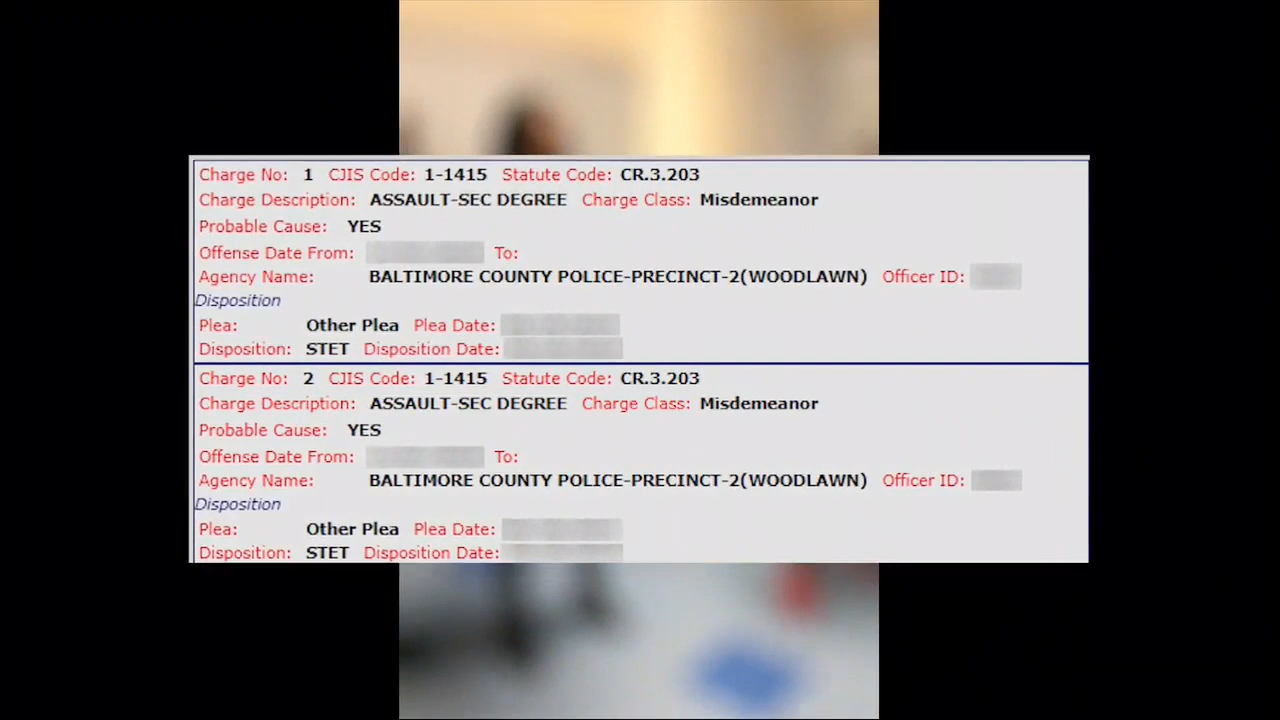 Charge No: 1 CJIS Code: 1-1415 Statute Code: CR.3.203
Charge Description: ASSAULT-SEC DEGREE Charge Class: Misdemeanor
Probable Cause: YES
Offense Date From: To:
Agency Name: BALTIMORE COUNTY POLICE-PRECINCT-2(WOODLAWN) Officer ID:
Disposition
Plea: Other Plea Plea Date:
Disposition: STET Disposition Date:
Charge No: 2 CJIS Code: 1-1415 Statute Code: CR.3.203
Charge Description: ASSAULT-SEC DEGREE Charge Class: Misdemeanor
Probable Cause: YES
Offense Date From: To:
Agency Name: BALTIMORE COUNTY POLICE-PRECINCT-2(WOODLAWN) Officer ID:
Disposition
Plea: Other Plea Plea Date:
Disposition: STET Disposition Date: